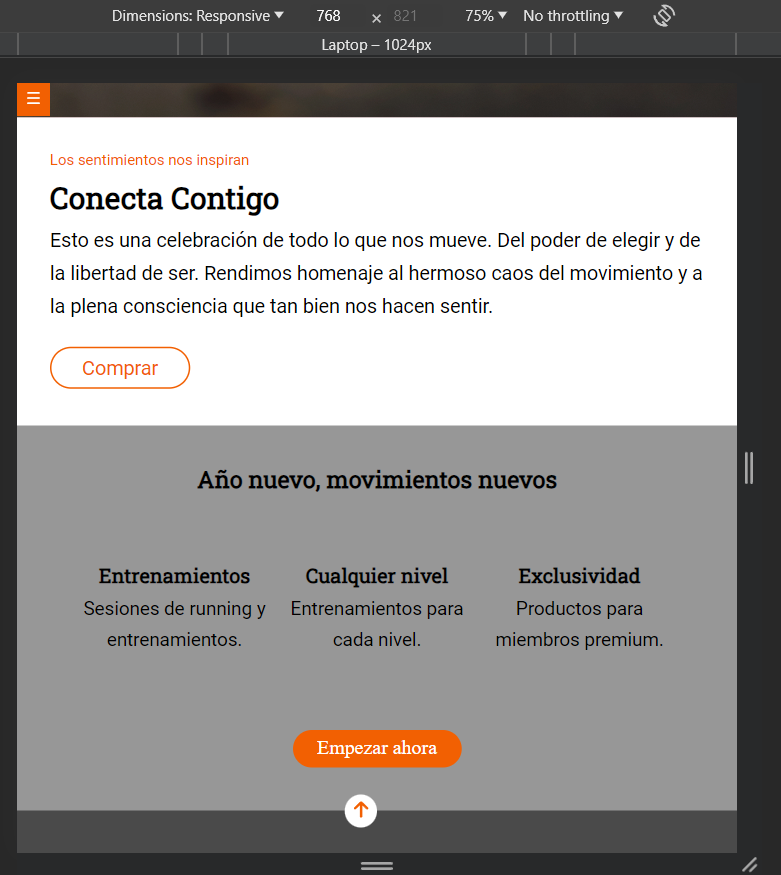 Dimensions: Responsive ▼ 768 × 821 75% ▼ No throttling ▼
Laptop – 1024px
☰
Los sentimientos nos inspiran
Conecta Contigo
Esto es una celebración de todo lo que nos mueve. Del poder de elegir y de
la libertad de ser. Rendimos homenaje al hermoso caos del movimiento y a
la plena consciencia que tan bien nos hacen sentir.
Comprar
Año nuevo, movimientos nuevos
Entrenamientos
Sesiones de running y
entrenamientos.
Cualquier nivel
Entrenamientos para
cada nivel.
Exclusividad
Productos para
miembros premium.
Empezar ahora